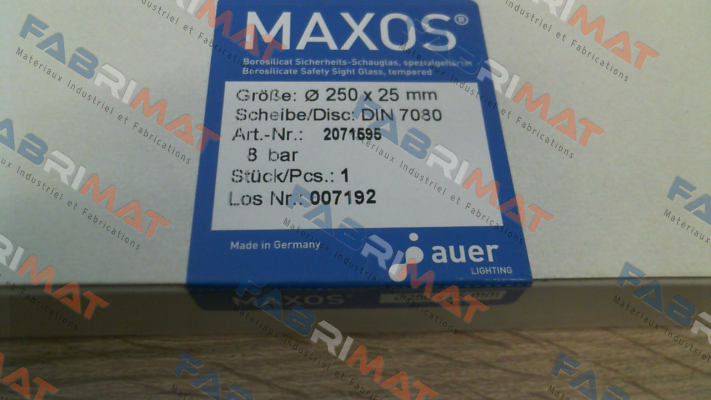 MAXOS®
Borosilicat Sicherheits-Schauglas, spezialgehärtet
Borosilicate Safety Sight Glass, tempered
Größe: Ø 250 x 25 mm
Scheibe/Disc: DIN 7080
Art.-Nr.: 2071595
8 bar
Stück/Pcs.: 1
Los Nr.: 007192
Made in Germany
auer
LIGHTING
MAXOS®
FABRIMAT
Materiaux Industriel et Fabrications